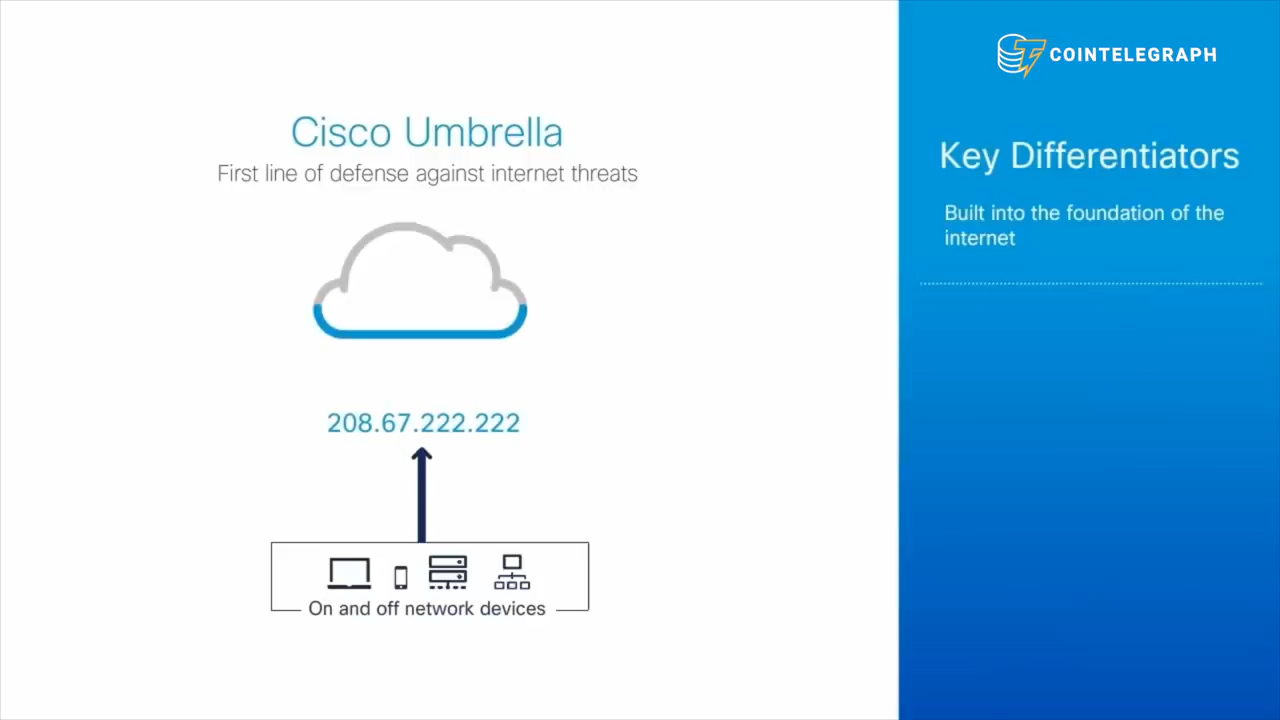 Cisco Umbrella
First line of defense against internet threats
208.67.222.222
On and off network devices
COINTELEGRAPH
Key Differentiators
Built into the foundation of the
internet